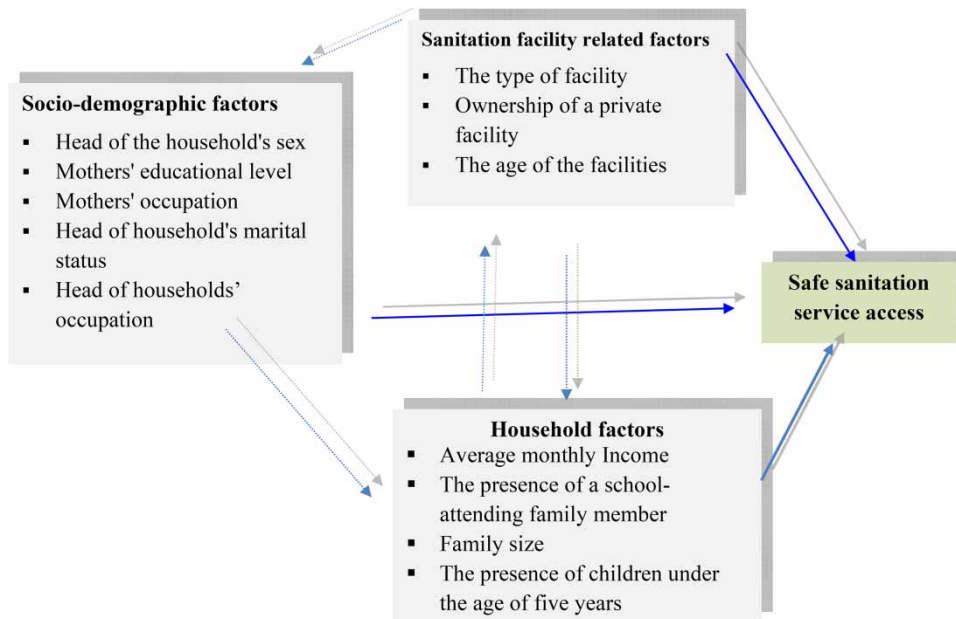 Sanitation facility related factors
▪ The type of facility
▪ Ownership of a private
facility
▪ The age of the facilities
Socio-demographic factors
▪ Head of the household's sex
▪ Mothers' educational level
▪ Mothers' occupation
▪ Head of household's marital
status
▪ Head of households’
occupation
Safe sanitation
service access
Household factors
▪ Average monthly Income
▪ The presence of a school-
attending family member
▪ Family size
▪ The presence of children under
the age of five years